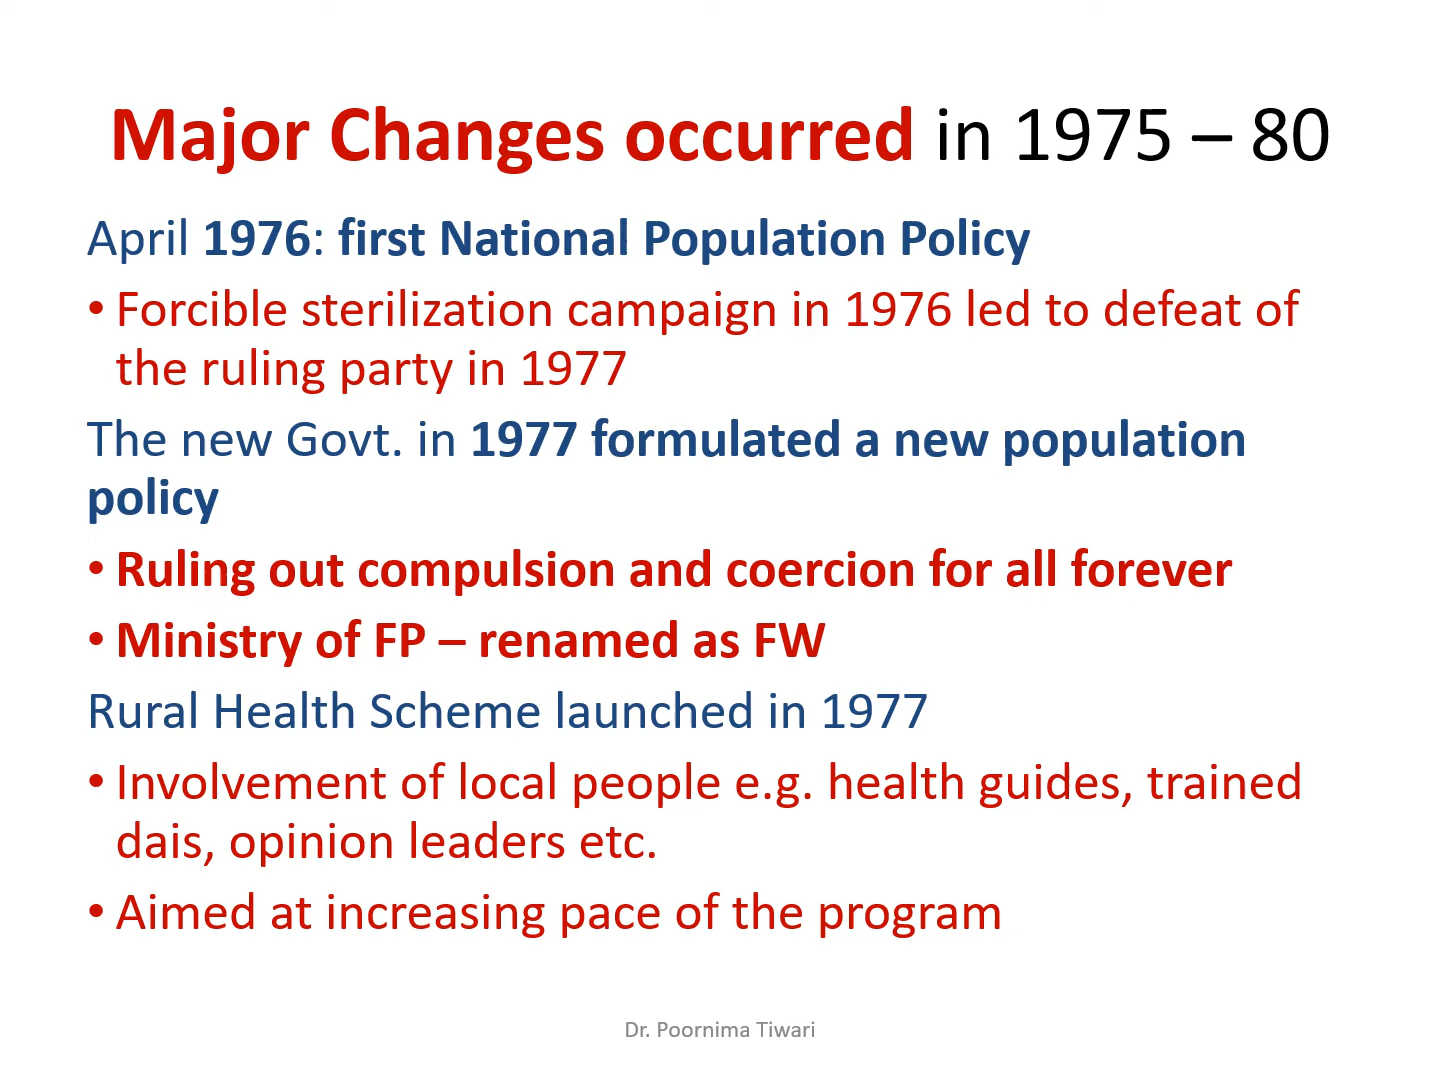 Major Changes occurred in 1975 – 80
April 1976: first National Population Policy
• Forcible sterilization campaign in 1976 led to defeat of
the ruling party in 1977
The new Govt. in 1977 formulated a new population
policy
• Ruling out compulsion and coercion for all forever
• Ministry of FP – renamed as FW
Rural Health Scheme launched in 1977
• Involvement of local people e.g. health guides, trained
dais, opinion leaders etc.
• Aimed at increasing pace of the program
Dr. Poornima Tiwari